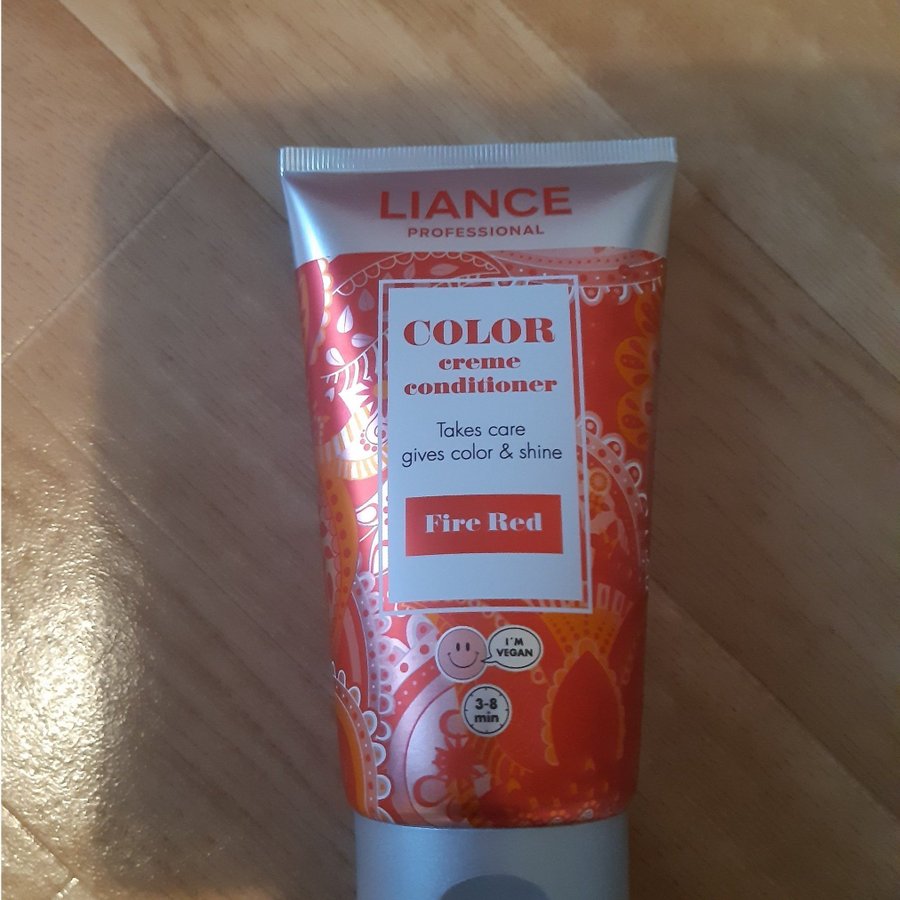 LIANCE
PROFESSIONAL
COLOR
creme
conditioner
Takes care
gives color & shine
Fire Red
I´M
VEGAN
3-8
min